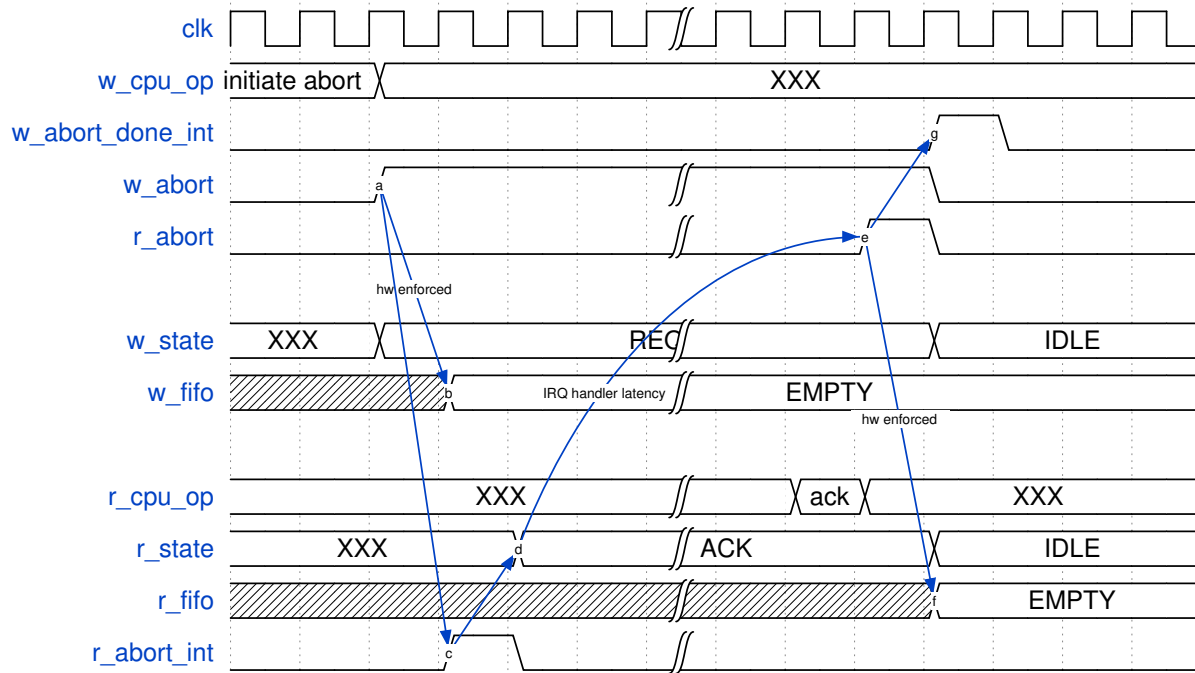 clk
w_cpu_op initiate abort XXX
w_abort_done_int g
w_abort a
r_abort e
hw enforced
w_state XXX REQ IDLE
w_fifo b IRQ handler latency EMPTY
hw enforced
r_cpu_op XXX ack XXX
r_state XXX d ACK IDLE
r_fifo f EMPTY
r_abort_int c